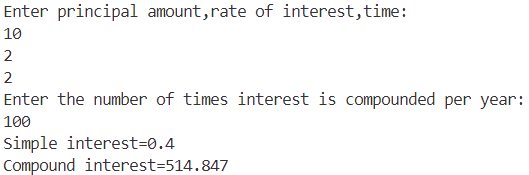 Enter principal amount,rate of interest,time:
10
2
2
Enter the number of times interest is compounded per year:
100
Simple interest=0.4
Compound interest=514.847